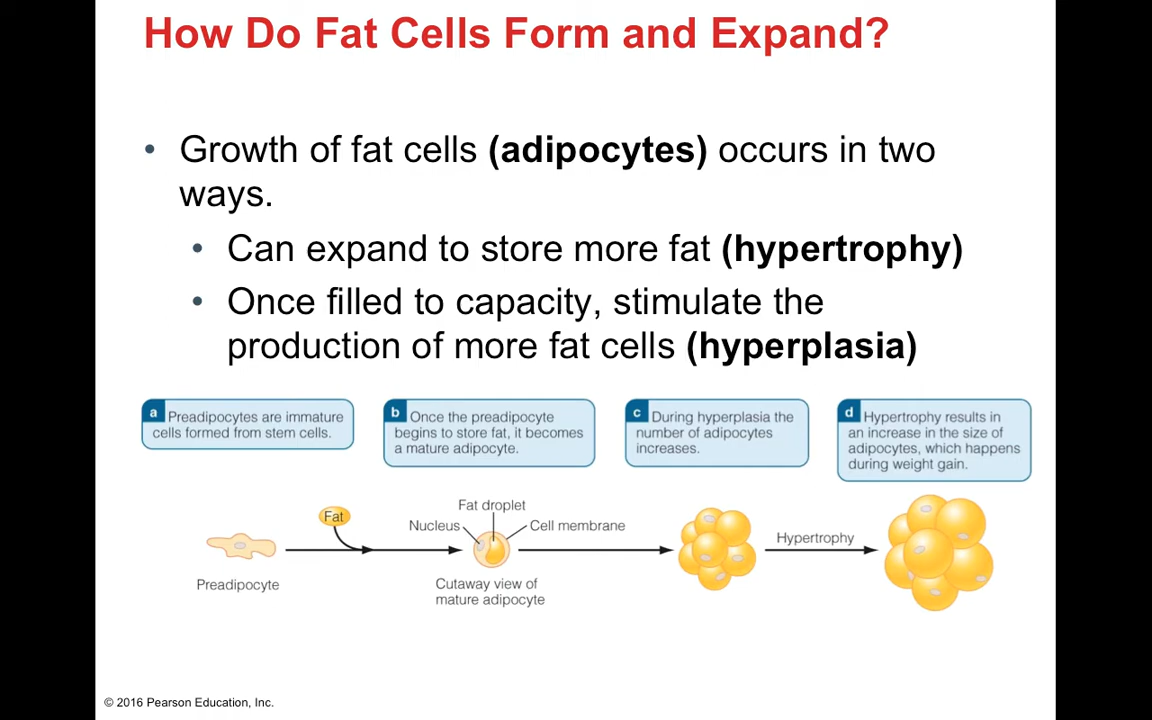 How Do Fat Cells Form and Expand?
• Growth of fat cells (adipocytes) occurs in two
ways.
• Can expand to store more fat (hypertrophy)
• Once filled to capacity, stimulate the
production of more fat cells (hyperplasia)
a Preadipocytes are immature
cells formed from stem cells.
b Once the preadipocyte
begins to store fat, it becomes
a mature adipocyte.
c During hyperplasia the
number of adipocytes
increases.
d Hypertrophy results in
an increase in the size of
adipocytes, which happens
during weight gain.
Fat
Preadipocyte
Fat droplet
Nucleus
Cell membrane
Cutaway view of
mature adipocyte
Hypertrophy
© 2016 Pearson Education, Inc.